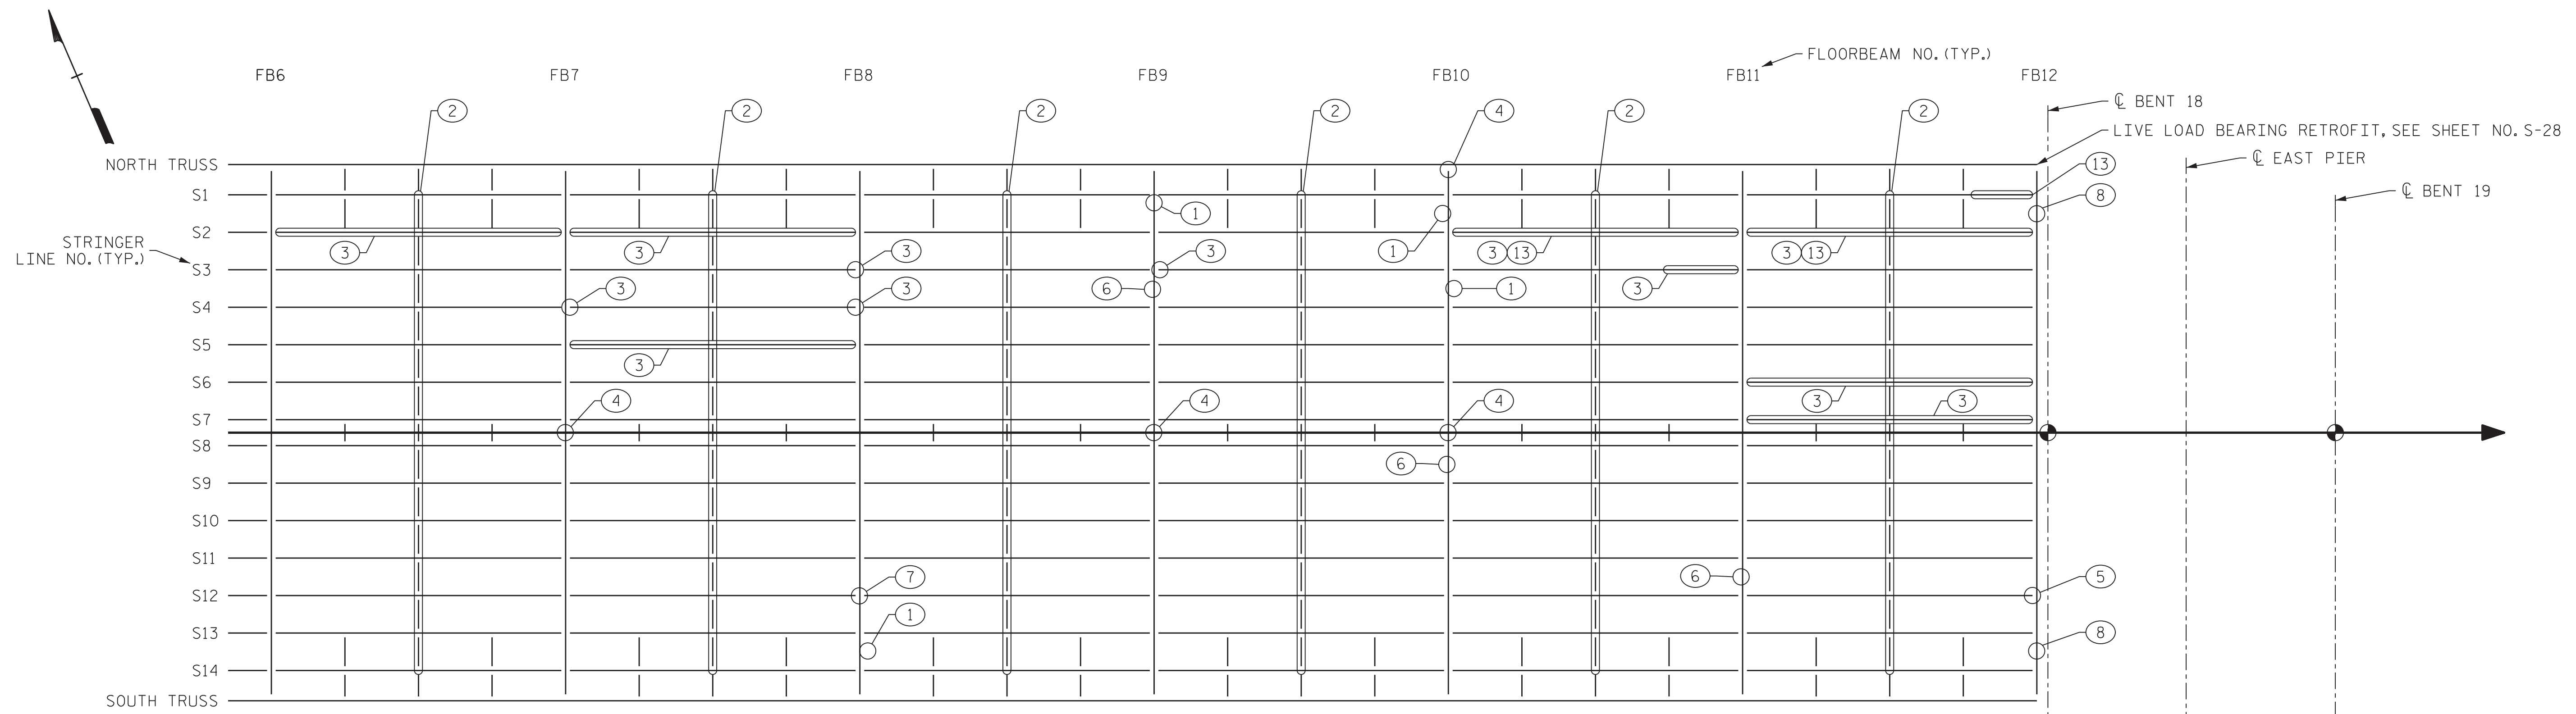 FLOORBEAM NO.(TYP.)
FB6 FB7 FB8 FB9 FB10 FB11 FB12
2 2 2 2 4 2 2
℄ BENT 18
LIVE LOAD BEARING RETROFIT, SEE SHEET NO. S-28
℄ EAST PIER
NORTH TRUSS
13
℄ BENT 19
S1
8
1
S2
STRINGER
LINE NO.(TYP.)
3 3 3 1 3 3 13 3 13
S3
3 3 6 1 3
S4
S5
3
S6
4 4 4 3 3
S7
S8
6
S9
S10
S11
7 6 5
S12
1
S13
8
S14
SOUTH TRUSS